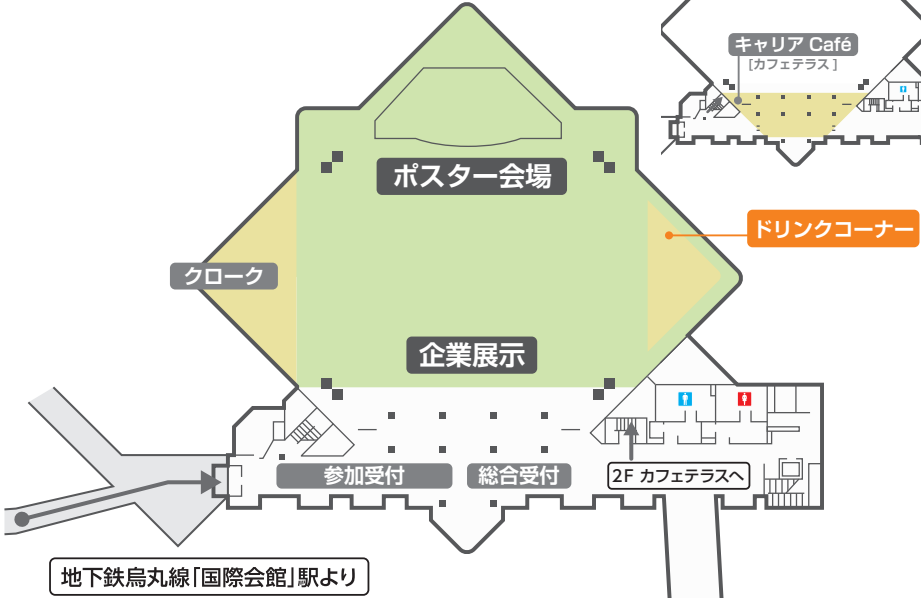 キャリア Café
[カフェテラス]
ポスター会場
ドリンクコーナー
クローク
企業展示
参加受付
総合受付
2F カフェテラスへ
地下鉄烏丸線「国際会館」駅より